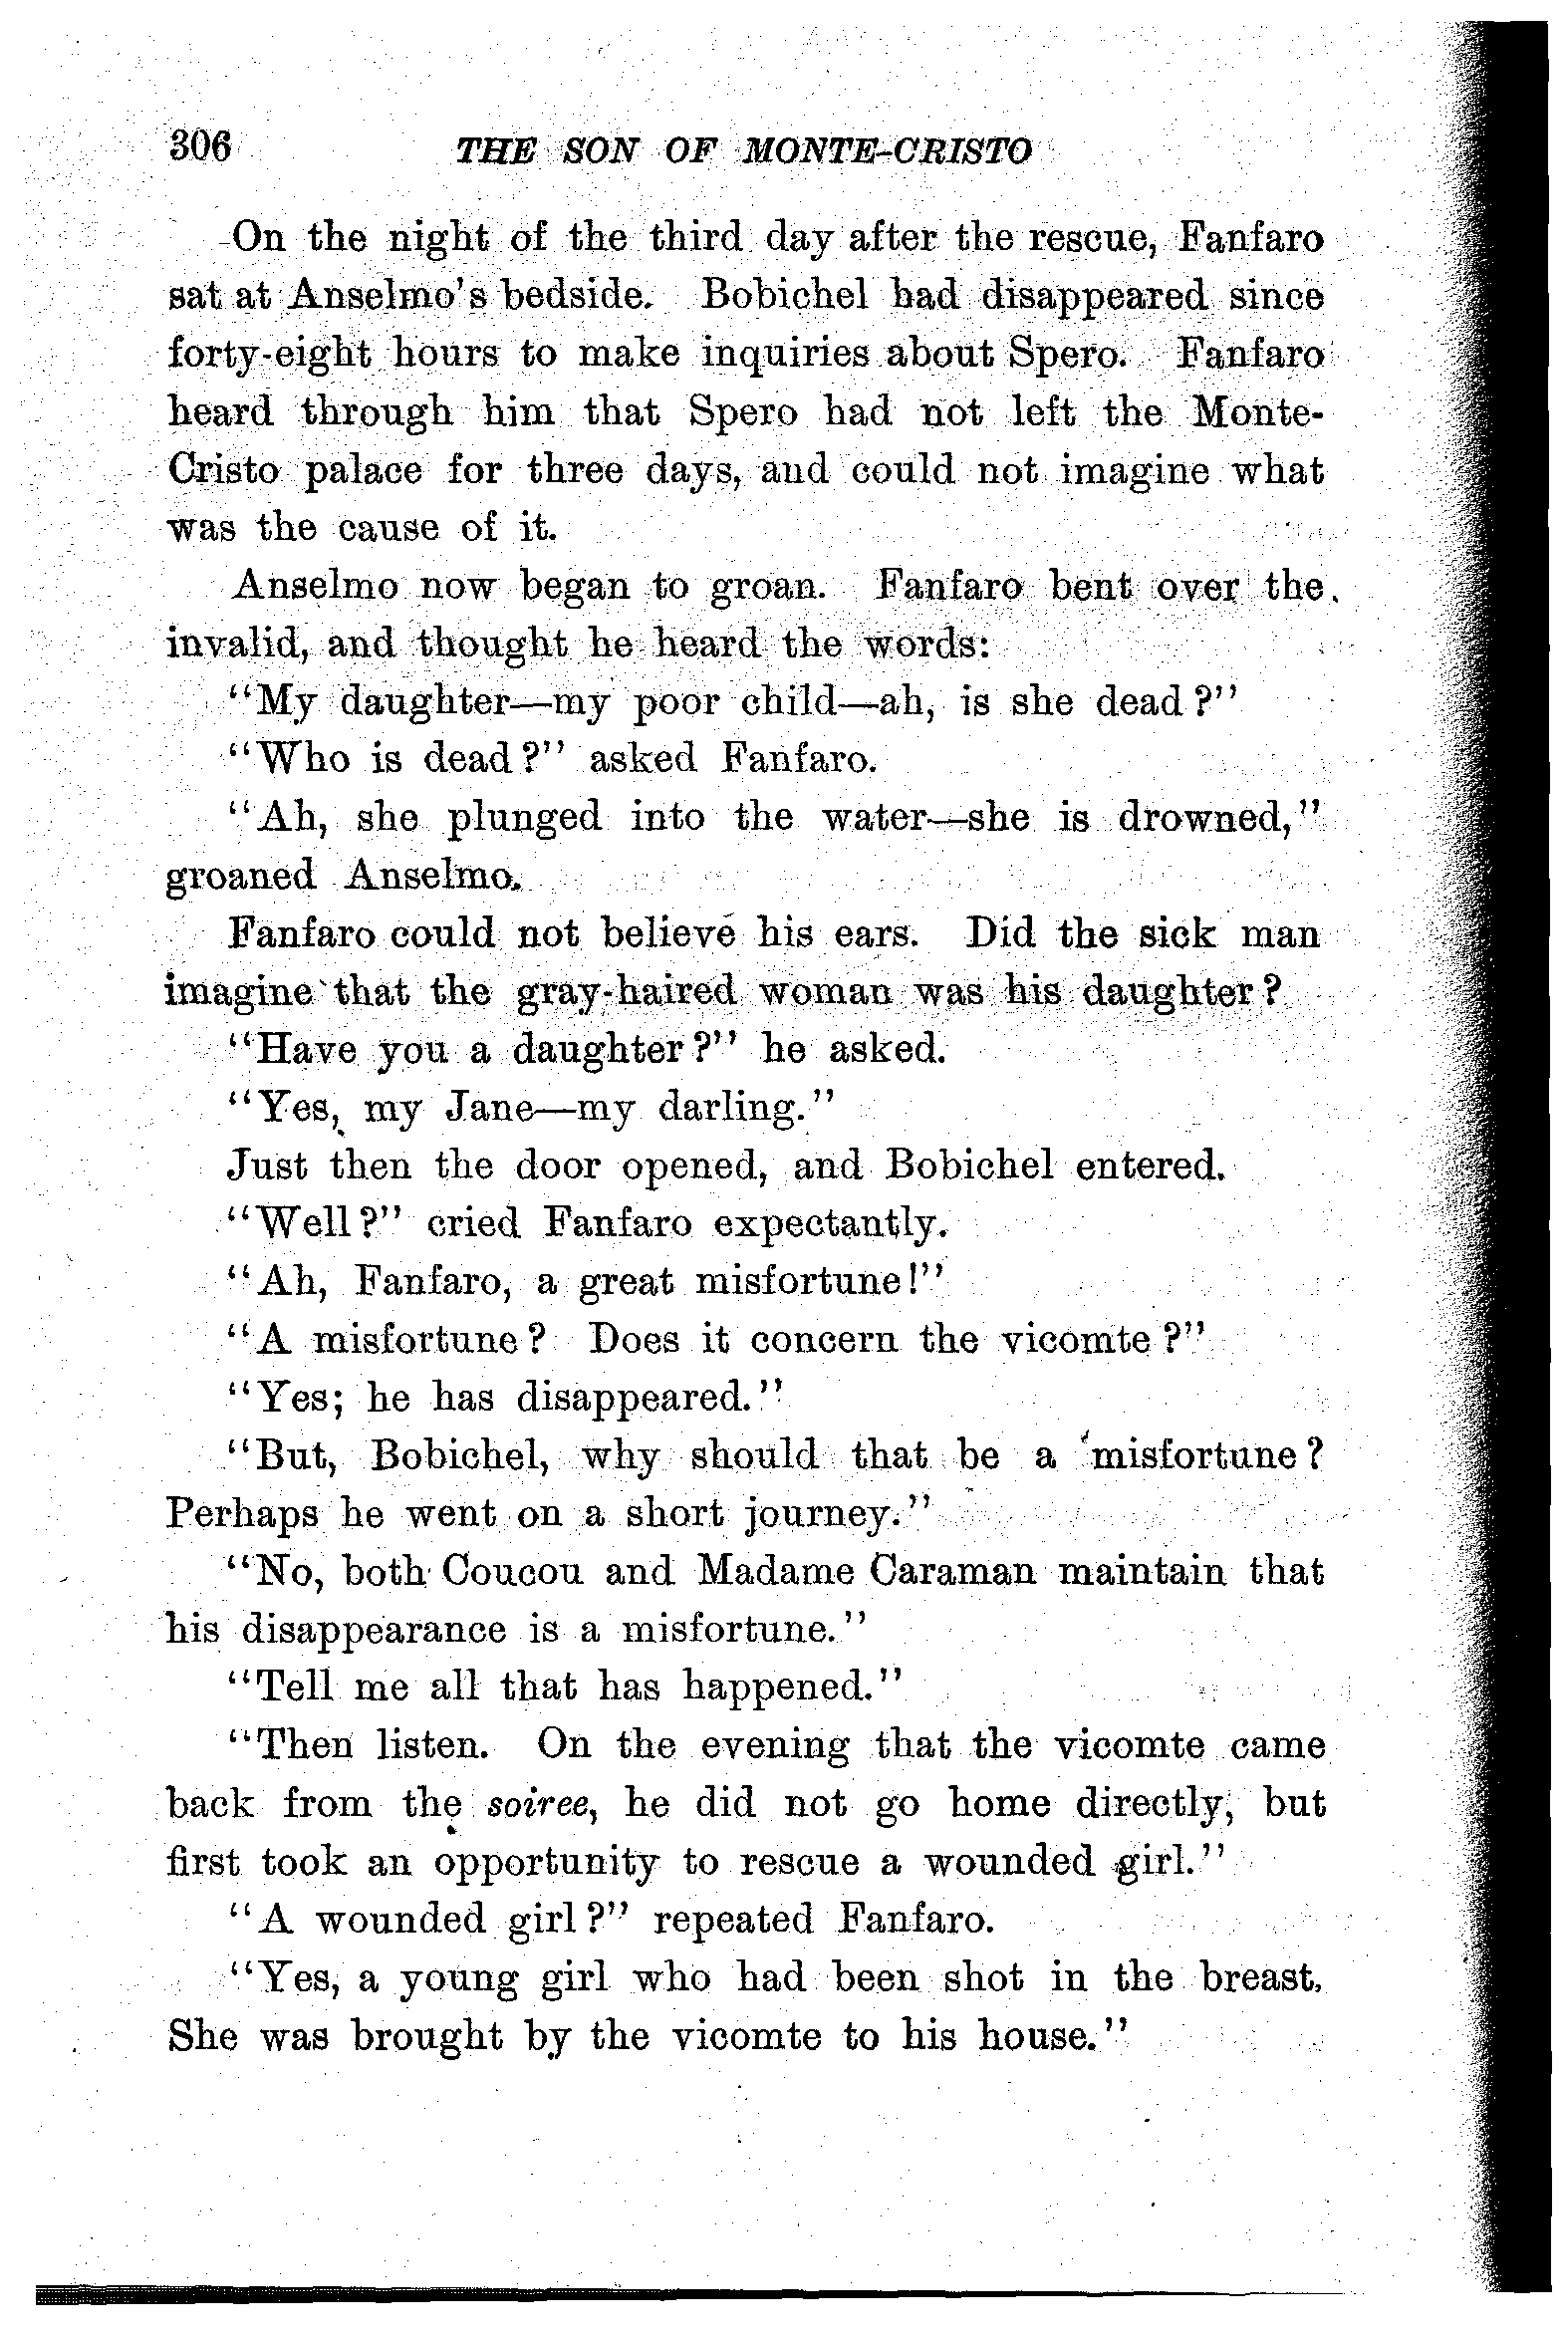 306 THE SON OF MONTE-CRISTO
On the night of the third day after the rescue, Fanfaro
sat at Anselmo's bedside. Bobichel had disappeared since
forty-eight hours to make inquiries about Spero. Fanfaro
heard through him that Spero had not left the Monte-
Cristo palace for three days, and could not imagine what
was the cause of it.
Anselmo now began to groan. Fanfaro bent over the
invalid, and thought he heard the words:
"My daughter—my poor child—ah, is she dead?"
"Who is dead?" asked Fanfaro.
"Ah, she plunged into the water—she is drowned,"
groaned Anselmo.
Fanfaro could not believe his ears. Did the sick man
imagine that the gray-haired woman was his daughter?
"Have you a daughter?" he asked.
"Yes, my Jane—my darling."
Just then the door opened, and Bobichel entered.
"Well?" cried Fanfaro expectantly.
"Ah, Fanfaro, a great misfortune!"
"A misfortune? Does it concern the vicomte?"
"Yes; he has disappeared."
"But, Bobichel, why should that be a misfortune?
Perhaps he went on a short journey."
"No, both Coucou and Madame Caraman maintain that
his disappearance is a misfortune."
"Tell me all that has happened."
"Then listen. On the evening that the vicomte came
back from the soiree, he did not go home directly, but
first took an opportunity to rescue a wounded girl."
"A wounded girl?" repeated Fanfaro.
"Yes, a young girl who had been shot in the breast.
She was brought by the vicomte to his house."